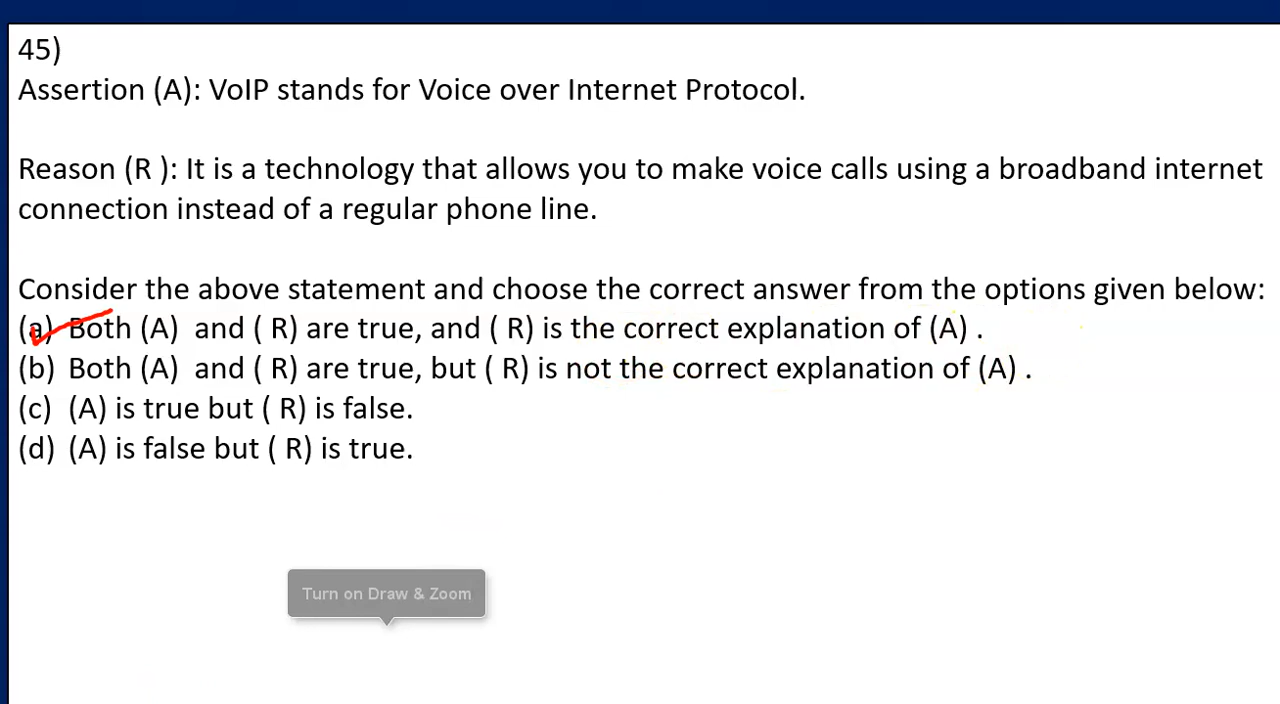 45)
Assertion (A): VoIP stands for Voice over Internet Protocol.
Reason (R ): It is a technology that allows you to make voice calls using a broadband internet
connection instead of a regular phone line.
Consider the above statement and choose the correct answer from the options given below:
(a) Both (A) and ( R) are true, and ( R) is the correct explanation of (A) .
(b) Both (A) and ( R) are true, but ( R) is not the correct explanation of (A) .
(c) (A) is true but ( R) is false.
(d) (A) is false but ( R) is true.
Turn on Draw & Zoom